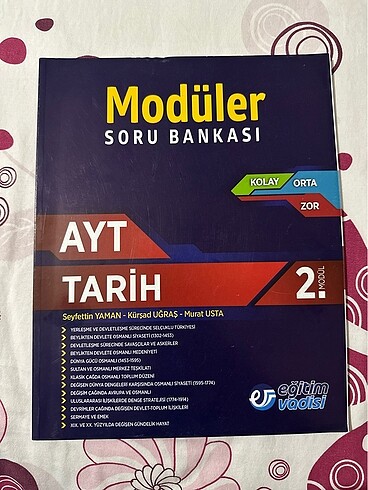 Modüler
SORU BANKASI
KOLAY
ORTA
ZOR
AYT
TARİH
2.
MODÜL
Seyfettin YAMAN - Kürşad UĞRAŞ - Murat USTA
YERLEŞME VE DEVLETLEŞME SÜRECİNDE SELÇUKLU TÜRKİYESİ
BEYLİKTEN DEVLETE OSMANLI SİYASETİ (1302-1453)
DEVLETLEŞME SÜRECİNDE SAVAŞÇILAR VE ASKERLER
BEYLİKTEN DEVLETE OSMANLI MEDENİYETİ
DÜNYA GÜCÜ OSMANLI (1453-1595)
SULTAN VE OSMANLI MERKEZ TEŞKİLATI
KLASİK ÇAĞDA OSMANLI TOPLUM DÜZENİ
DEĞİŞEN DÜNYA DENGELERİ KARŞISINDA OSMANLI SİYASETİ (1595-1774)
DEĞİŞİM ÇAĞINDA AVRUPA VE OSMANLI
ULUSLARARASI İLİŞKİLERDE DENGE STRATEJİSİ (1774-1914)
DEVRİMLER ÇAĞINDA DEĞİŞEN DEVLET-TOPLUM İLİŞKİLERİ
SERMAYE VE EMEK
XIX. VE XX. YÜZYILDA DEĞİŞEN GÜNDELİK HAYAT
eğitim
vadisi